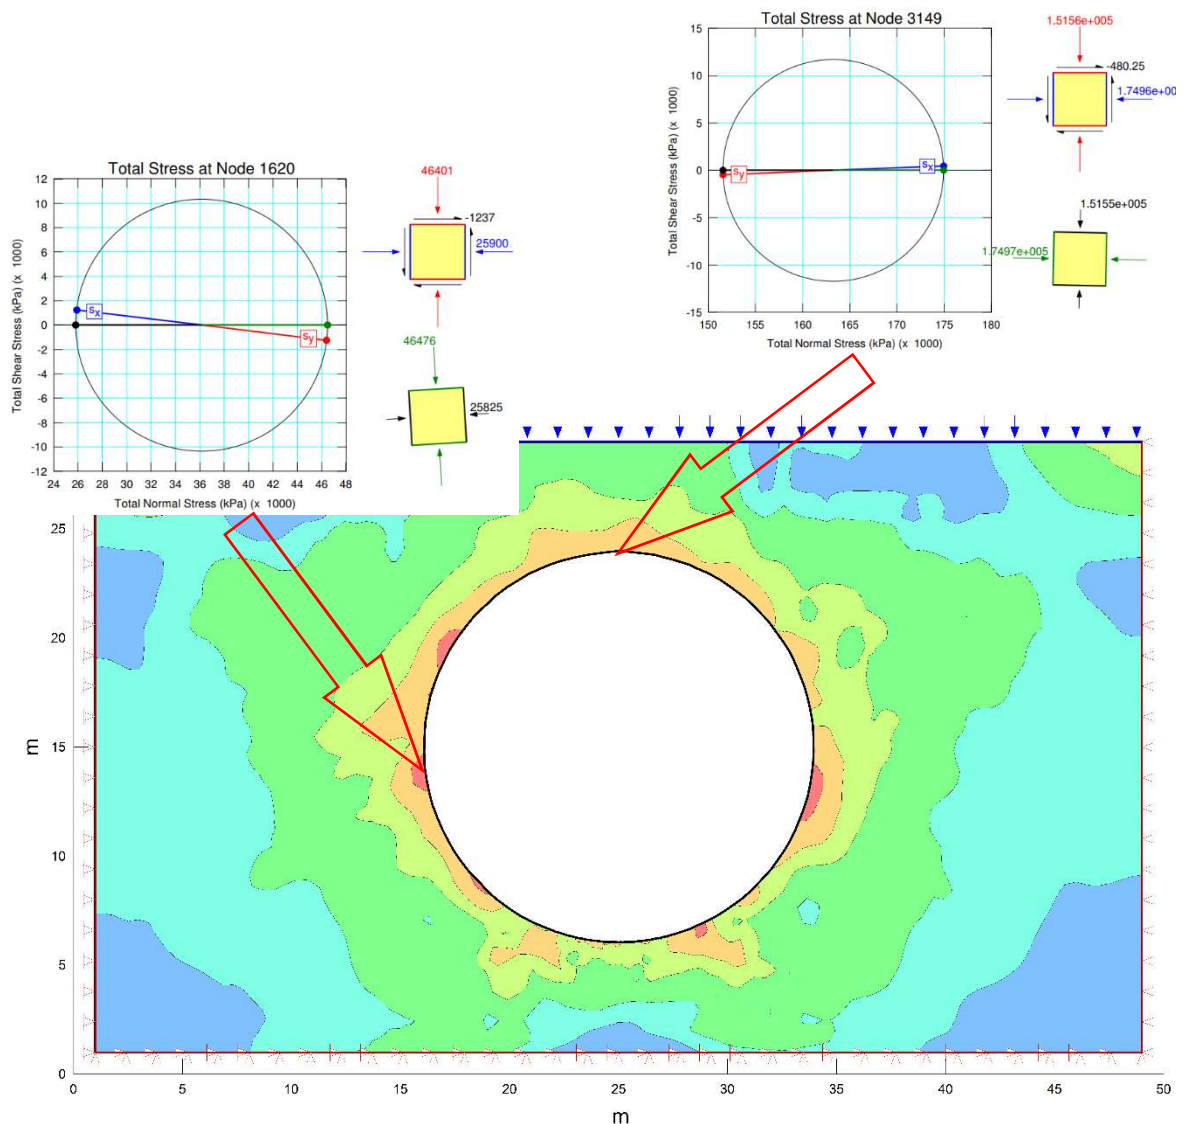 Total Stress at Node 3149
15
10
5
0
-5
-10
-15
150 155 160 165 170 175 180
Total Shear Stress (kPa) (x 1000)
Total Normal Stress (kPa) (x 1000)
sy
sx
1.5156e+005
-480.25
1.7496e+00
1.5155e+005
1.7497e+005
Total Stress at Node 1620
12
10
8
6
4
2
0
-2
-4
-6
-8
-10
-12
24 26 28 30 32 34 36 38 40 42 44 46 48
Total Shear Stress (kPa) (x 1000)
Total Normal Stress (kPa) (x 1000)
sx
sy
46401
-1237
25900
46476
25825
25
20
15
10
5
0
m
0 5 10 15 20 25 30 35 40 45 50
m